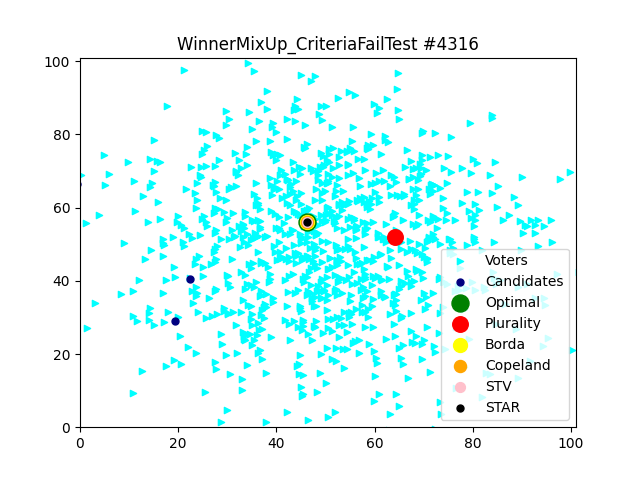 WinnerMixUp_CriteriaFailTest #4316
100
80
60
40
20
0
0 20 40 60 80 100
Voters
Candidates
Optimal
Plurality
Borda
Copeland
STV
STAR